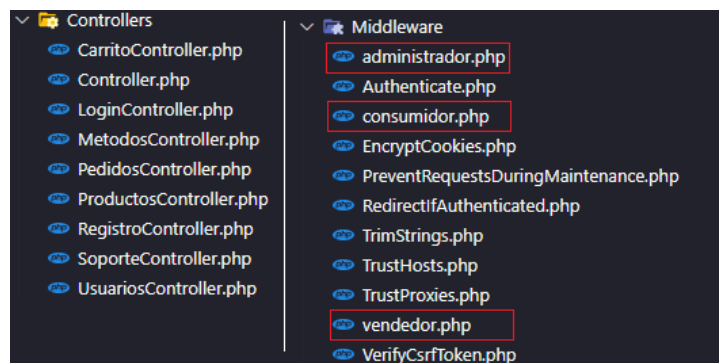 Controllers
CarritoController.php
Controller.php
LoginController.php
MetodosController.php
PedidosController.php
ProductosController.php
RegistroController.php
SoporteController.php
UsuariosController.php
Middleware
administrador.php
Authenticate.php
consumidor.php
EncryptCookies.php
PreventRequestsDuringMaintenance.php
RedirectIfAuthenticated.php
TrimStrings.php
TrustHosts.php
TrustProxies.php
vendedor.php
VerifyCsrfToken.php